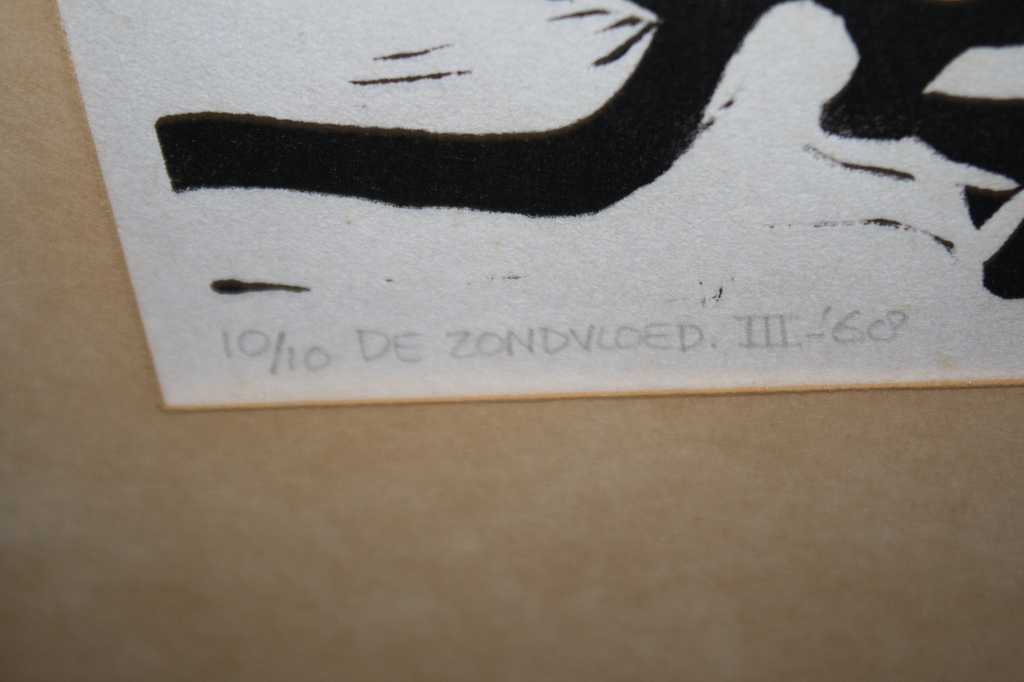 10/10 DE ZONDVLOED. III.-'68